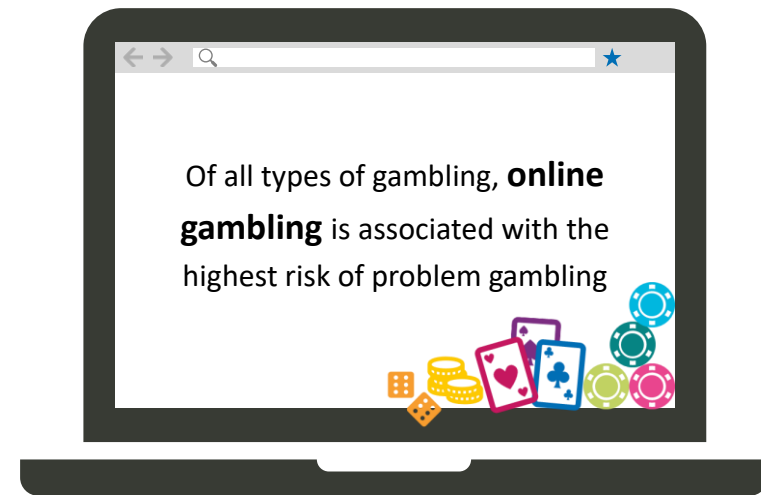 Of all types of gambling, online
gambling is associated with the
highest risk of problem gambling